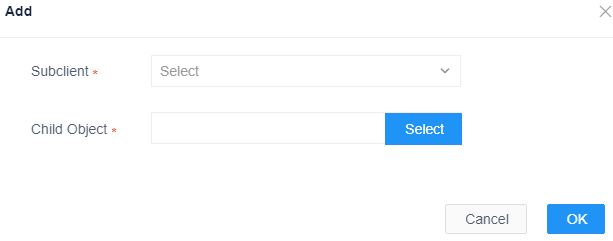 Add
Subclient * Select
Child Object * Select
Cancel OK